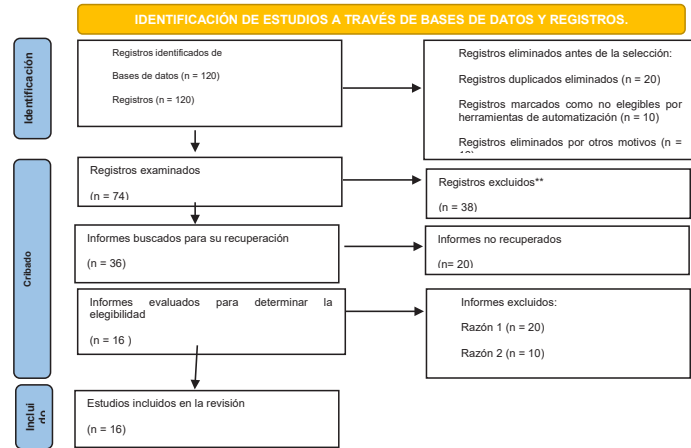 IDENTIFICACIÓN DE ESTUDIOS A TRAVÉS DE BASES DE DATOS Y REGISTROS.
Identificación
Registros identificados de
Bases de datos (n = 120)
Registros (n = 120)
Registros eliminados antes de la selección:
Registros duplicados eliminados (n = 20)
Registros marcados como no elegibles por
herramientas de automatización (n = 10)
Registros eliminados por otros motivos (n =
Cribado
Registros examinados
(n = 74)
Registros excluidos**
(n = 38)
Informes buscados para su recuperación
(n = 36)
Informes no recuperados
(n= 20)
Informes evaluados para determinar la
elegibilidad
(n = 16 )
Informes excluidos:
Razón 1 (n = 20)
Razón 2 (n = 10)
Inclui
do
Estudios incluidos en la revisión
(n = 16)